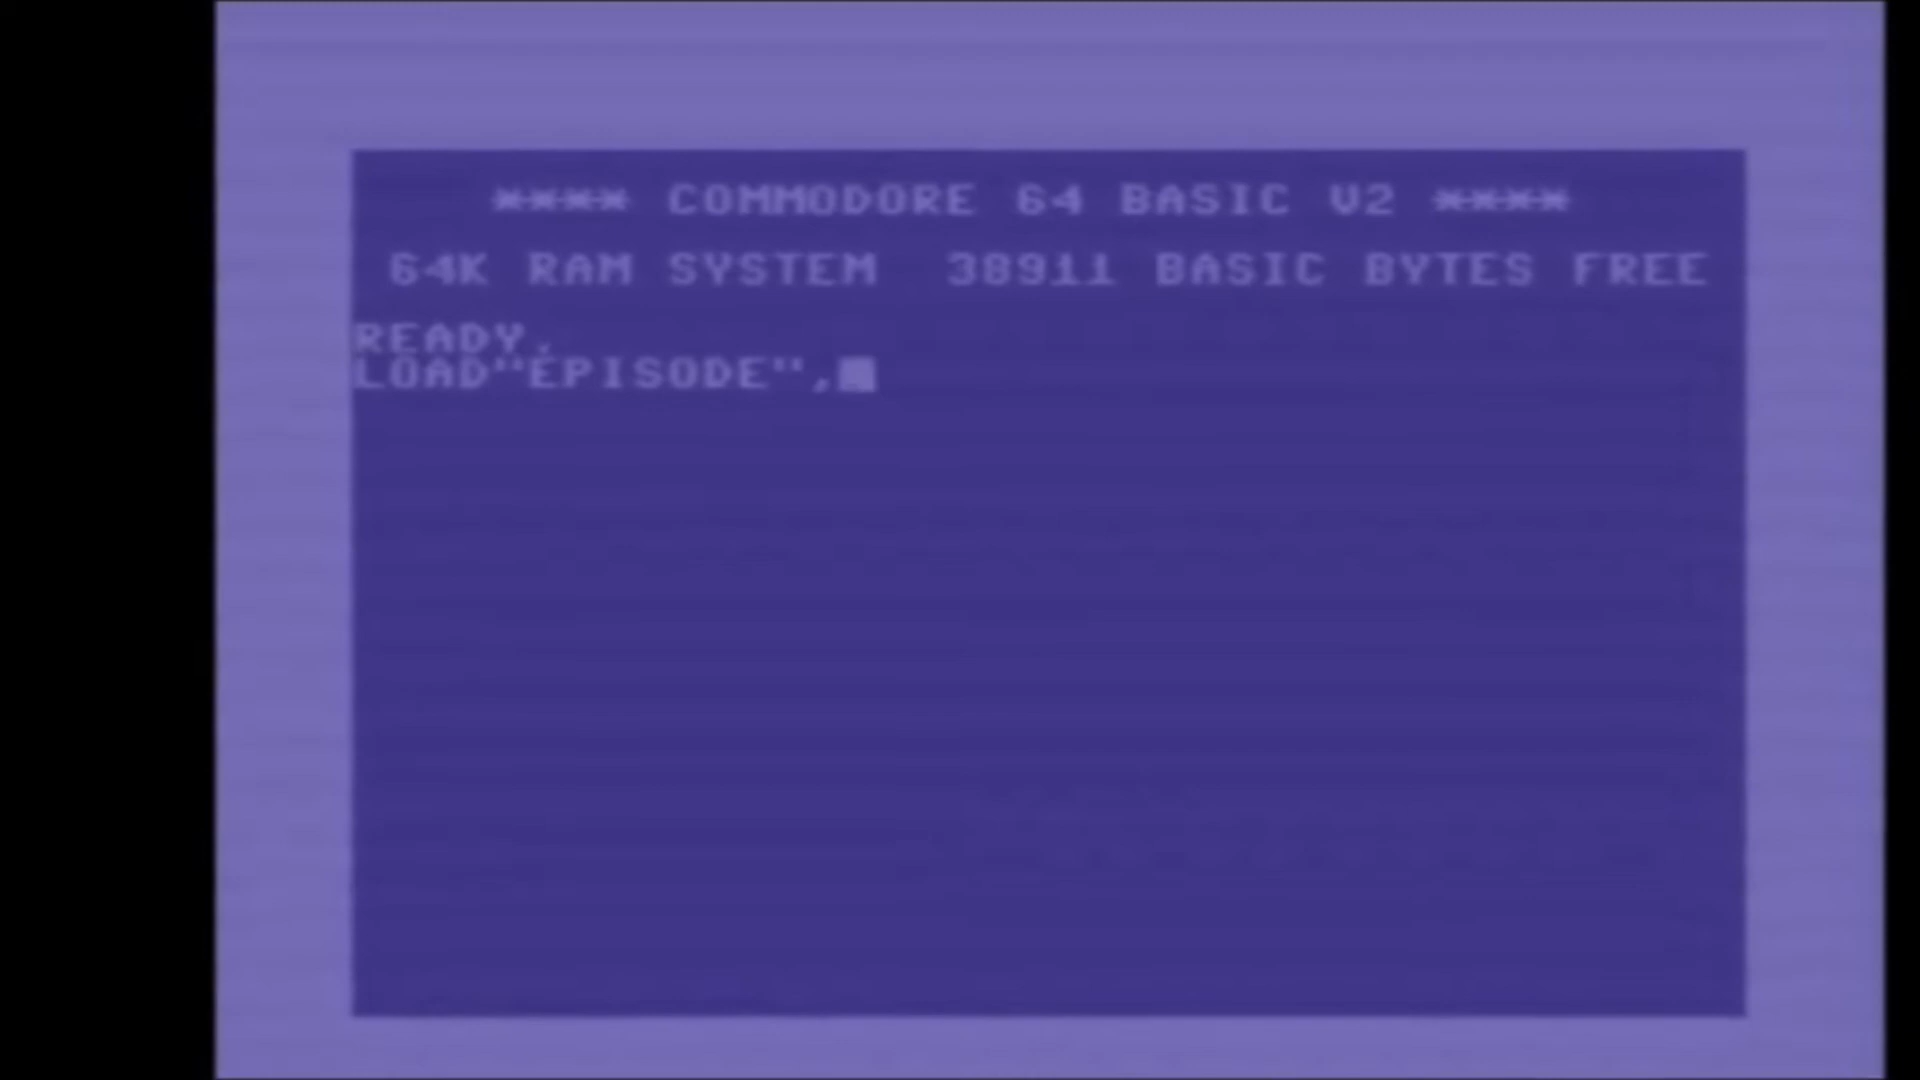 **** COMMODORE 64 BASIC V2 ****
64K RAM SYSTEM  38911 BASIC BYTES FREE
READY.
LOAD"EPISODE",